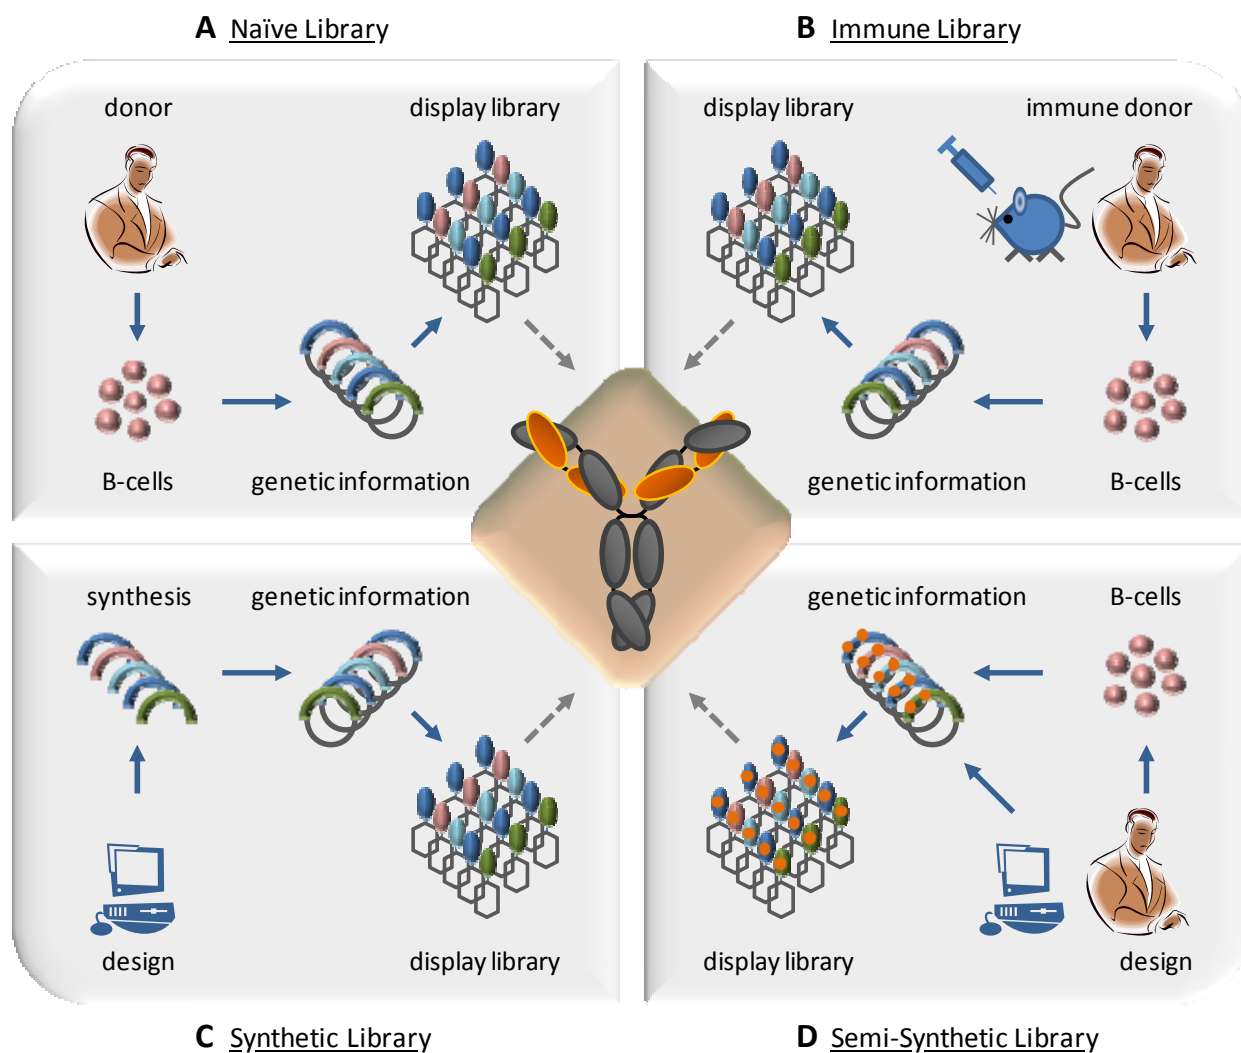 A Naïve Library
B Immune Library
donor
display library
B-cells
genetic information
display library
immune donor
genetic information
B-cells
synthesis
genetic information
design
display library
genetic information
B-cells
display library
design
C Synthetic Library
D Semi-Synthetic Library